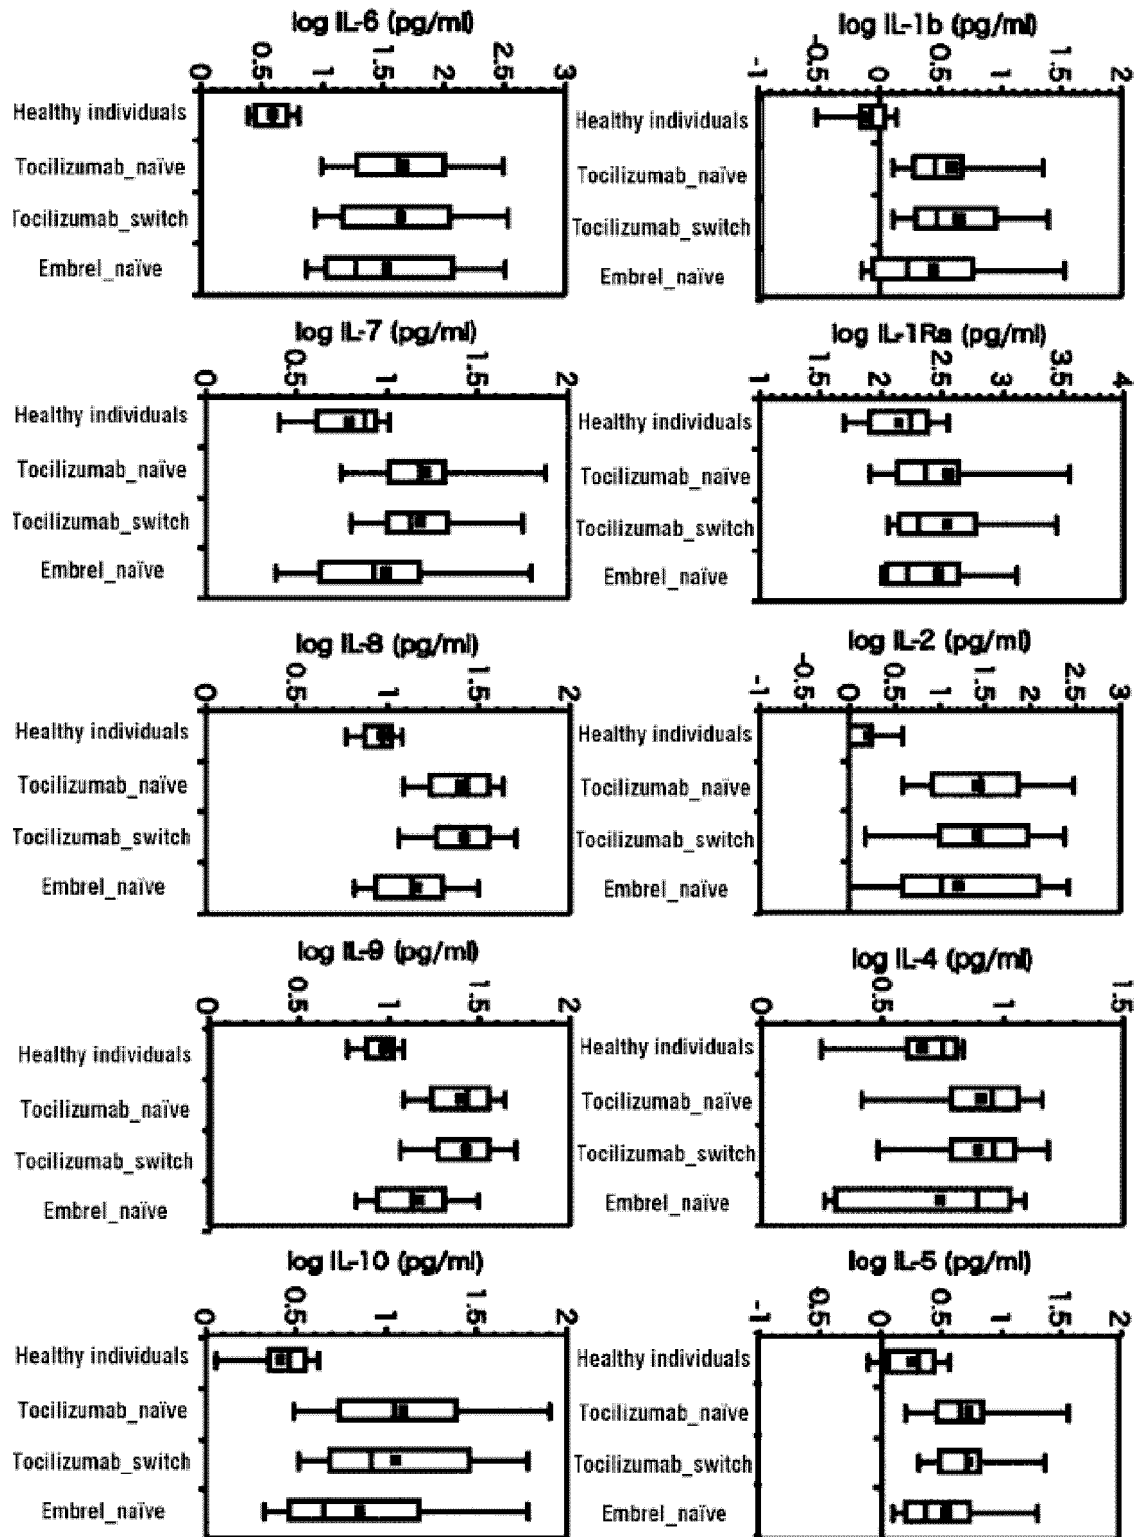 log IL-6 (pg/ml)
0 0.5 1 1.5 2 2.5 3
Healthy individuals
Tocilizumab_naïve
Tocilizumab_switch
Embrel_naïve
log IL-1b (pg/ml)
-1 -0.5 0 0.5 1 1.5 2
Healthy individuals
Tocilizumab_naïve
Tocilizumab_switch
Embrel_naïve
log IL-7 (pg/ml)
0 0.5 1 1.5 2
Healthy individuals
Tocilizumab_naïve
Tocilizumab_switch
Embrel_naïve
log IL-1Ra (pg/ml)
1 1.5 2 2.5 3 3.5 4
Healthy individuals
Tocilizumab_naïve
Tocilizumab_switch
Embrel_naïve
log IL-8 (pg/ml)
0 0.5 1 1.5 2
Healthy individuals
Tocilizumab_naïve
Tocilizumab_switch
Embrel_naïve
log IL-2 (pg/ml)
-1 -0.5 0 0.5 1 1.5 2 2.5 3
Healthy individuals
Tocilizumab_naïve
Tocilizumab_switch
Embrel_naïve
log IL-9 (pg/ml)
0 0.5 1 1.5 2
Healthy individuals
Tocilizumab_naïve
Tocilizumab_switch
Embrel_naïve
log IL-4 (pg/ml)
0 0.5 1 1.5
Healthy individuals
Tocilizumab_naïve
Tocilizumab_switch
Embrel_naïve
log IL-10 (pg/ml)
0 0.5 1 1.5 2
Healthy individuals
Tocilizumab_naïve
Tocilizumab_switch
Embrel_naïve
log IL-5 (pg/ml)
-1 -0.5 0 0.5 1 1.5 2
Healthy individuals
Tocilizumab_naïve
Tocilizumab_switch
Embrel_naïve